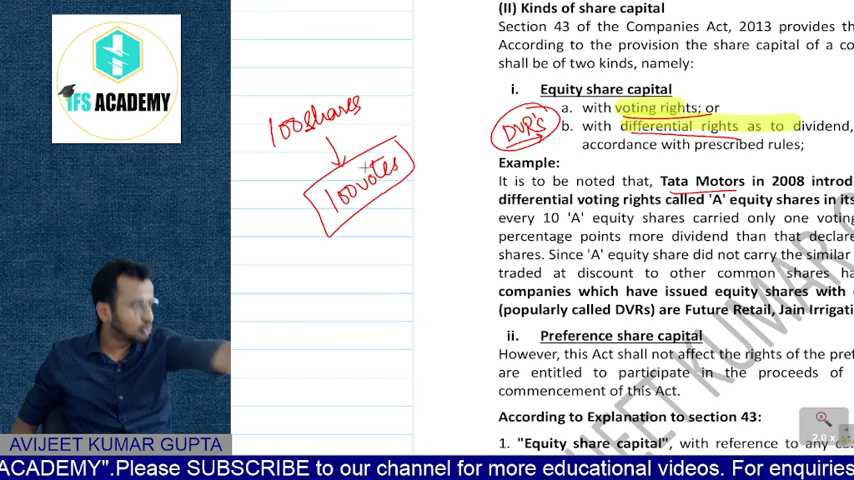 IFS ACADEMY
100 shares
100 votes
DVR's
(II) Kinds of share capital
Section 43 of the Companies Act, 2013 provides th
According to the provision the share capital of a co
shall be of two kinds, namely:
i. Equity share capital
a. with voting rights; or
b. with differential rights as to dividend,
accordance with prescribed rules;
Example:
It is to be noted that, Tata Motors in 2008 introd
differential voting rights called 'A' equity shares in its
every 10 'A' equity shares carried only one voting
percentage points more dividend than that declare
shares. Since 'A' equity share did not carry the similar
traded at discount to other common shares ha
companies which have issued equity shares with
(popularly called DVRs) are Future Retail, Jain Irrigati
ii. Preference share capital
However, this Act shall not affect the rights of the pref
are entitled to participate in the proceeds of
commencement of this Act.
According to Explanation to section 43:
1. "Equity share capital", with reference to any co
2.0 x
AVIJEET KUMAR GUPTA
ACADEMY".Please SUBSCRIBE to our channel for more educational videos. For enquiries